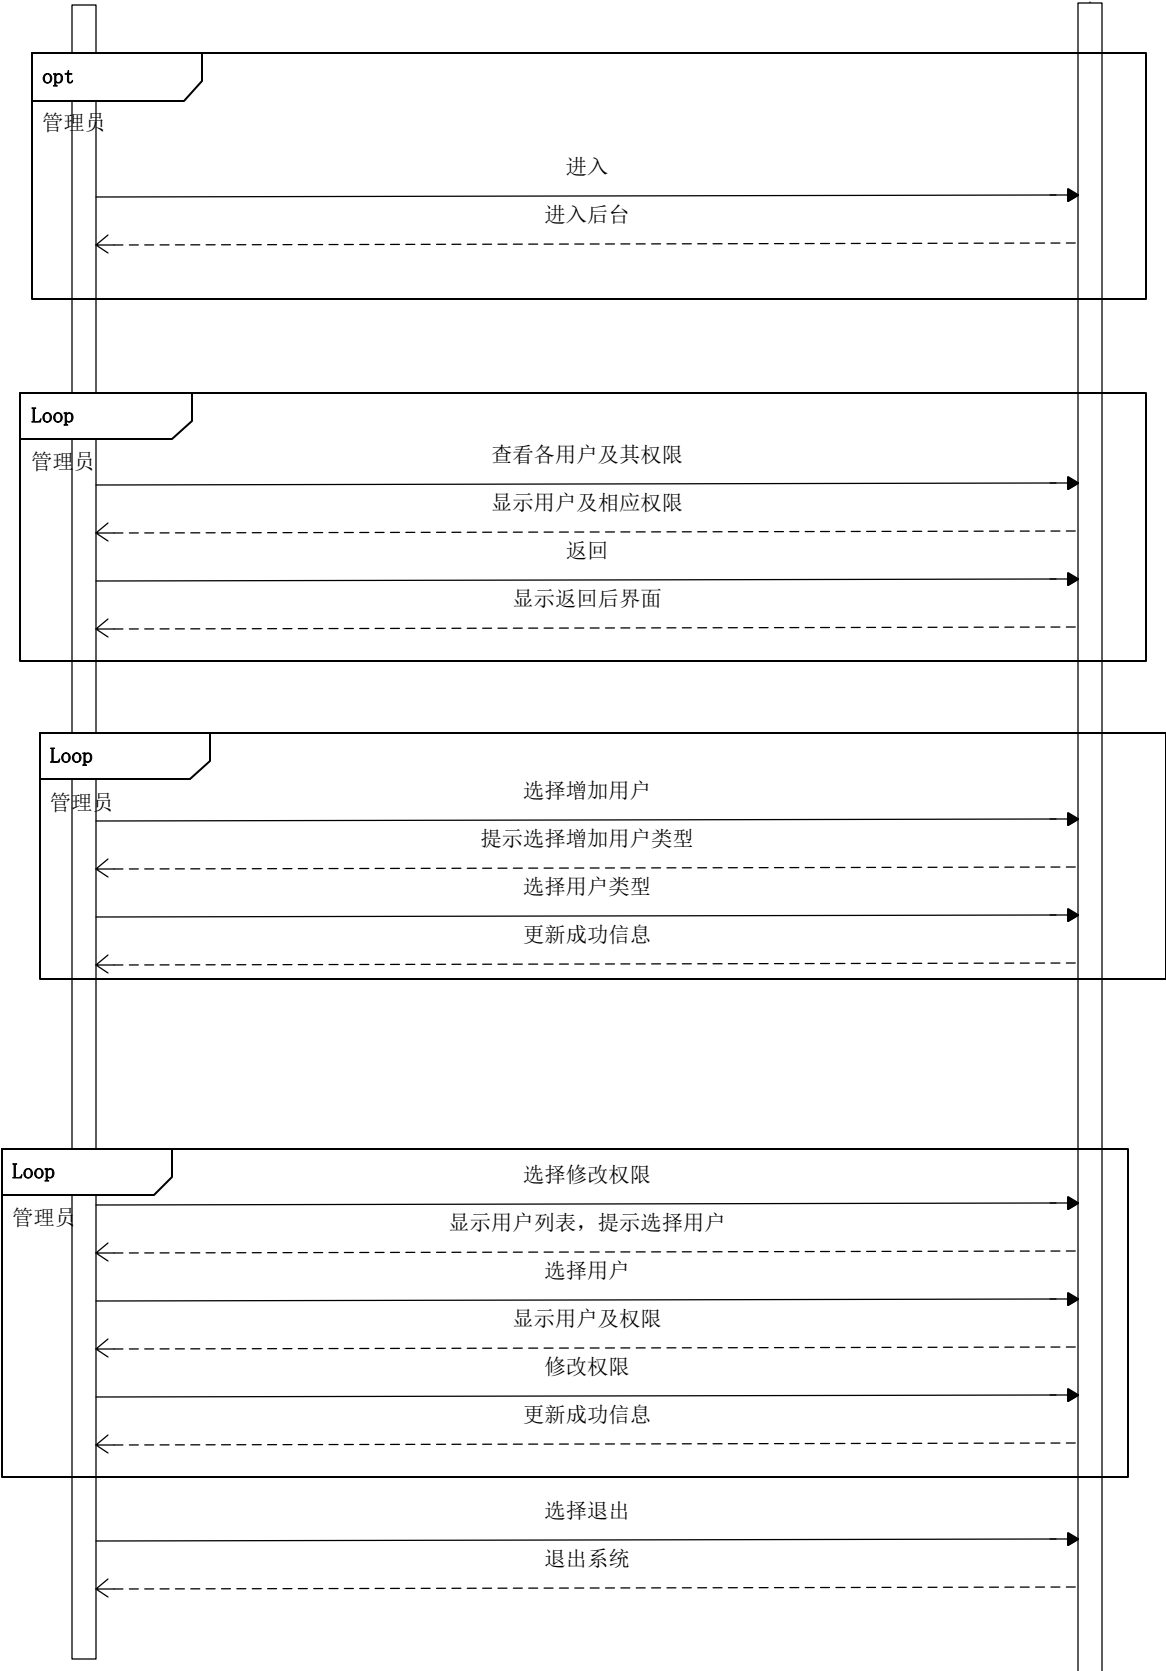 opt
管理员
进入
进入后台
Loop
管理员
查看各用户及其权限
显示用户及相应权限
返回
显示返回后界面
Loop
管理员
选择增加用户
提示选择增加用户类型
选择用户类型
更新成功信息
Loop
管理员
选择修改权限
显示用户列表，提示选择用户
选择用户
显示用户及权限
修改权限
更新成功信息
选择退出
退出系统